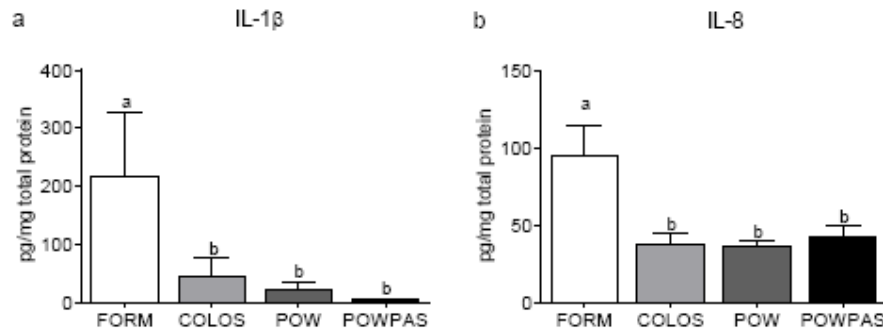 a IL-1β
pg/mg total protein
400
300
200
100
0
a
b
b
b
FORM COLOS POW POWPAS
b IL-8
pg/mg total protein
150
100
50
0
a
b
b
b
FORM COLOS POW POWPAS